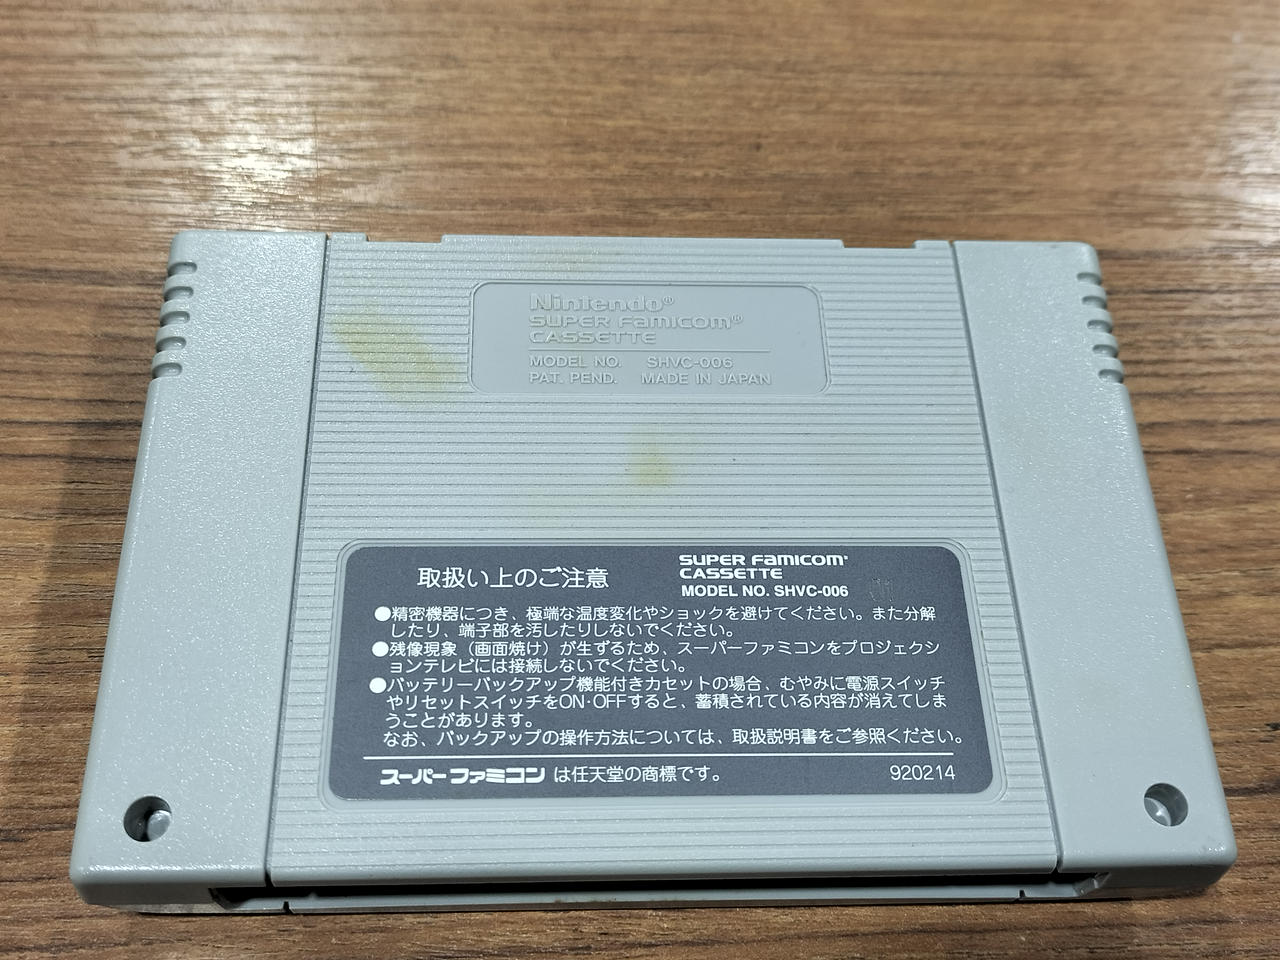 Nintendo®
SUPER FAMICOM®
CASSETTE
MODEL NO. SHVC-006
PAT. PEND. MADE IN JAPAN
取扱い上のご注意
SUPER FAMICOM®
CASSETTE
MODEL NO. SHVC-006
●精密機器につき、極端な温度変化やショックを避けてください。また分解
したり、端子部を汚したりしないでください。
●残像現象（画面焼け）が生ずるため、スーパーファミコンをプロジェクシ
ョンテレビには接続しないでください。
●バッテリーバックアップ機能付きカセットの場合、むやみに電源スイッチ
やリセットスイッチをON・OFFすると、蓄積されている内容が消えてしま
うことがあります。
なお、バックアップの操作方法については、取扱説明書をご参照ください。
スーパーファミコン は任天堂の商標です。
920214